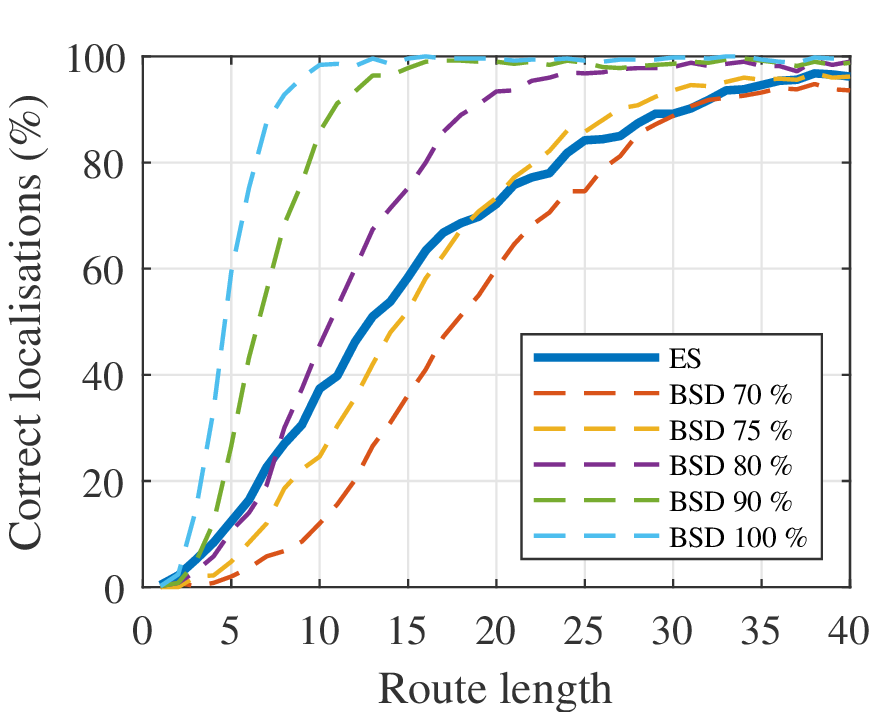 Correct localisations (%)
100
80
60
40
20
0
0 5 10 15 20 25 30 35 40
Route length
ES
BSD 70 %
BSD 75 %
BSD 80 %
BSD 90 %
BSD 100 %